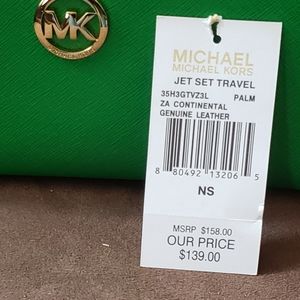 MK
MICHAEL
MICHAEL KORS
JET SET TRAVEL
35H3GTVZ3L PALM
ZA CONTINENTAL
GENUINE LEATHER
8 80492 13206 5
NS
MSRP $158.00
OUR PRICE
$139.00